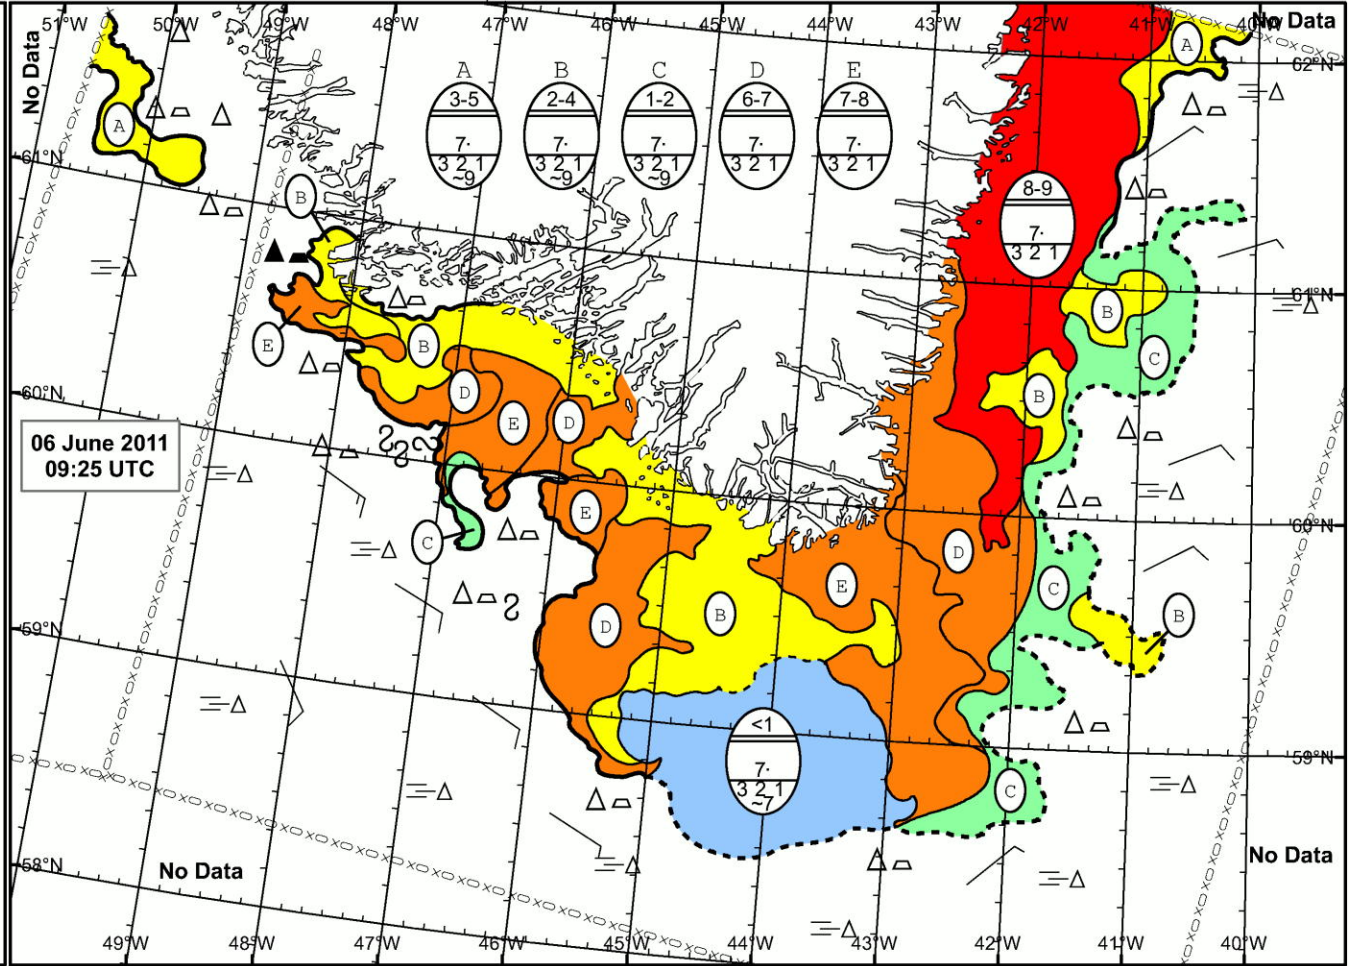 51°W 50°W 49°W 48°W 47°W 46°W 45°W 44°W 43°W 42°W 41°W 40°W
No Data
No Data
A B C D E
3-5 2-4 1-2 6-7 7-8
7· 7· 7· 7· 7·
3 2 1 3 2 1 3 2 1 3 2 1 3 2 1
~9 ~9 ~9
A
62°N
A
61°N
B
8-9
7·
3 2 1
61°N
B
E
B
C
D
B
60°N
E
D
06 June 2011
09:25 UTC
E
60°N
C
D
E
C
B
D
B
59°N
<1
7·
3 2 1
~7
59°N
C
58°N
No Data
No Data
49°W 48°W 47°W 46°W 45°W 44°W 43°W 42°W 41°W 40°W